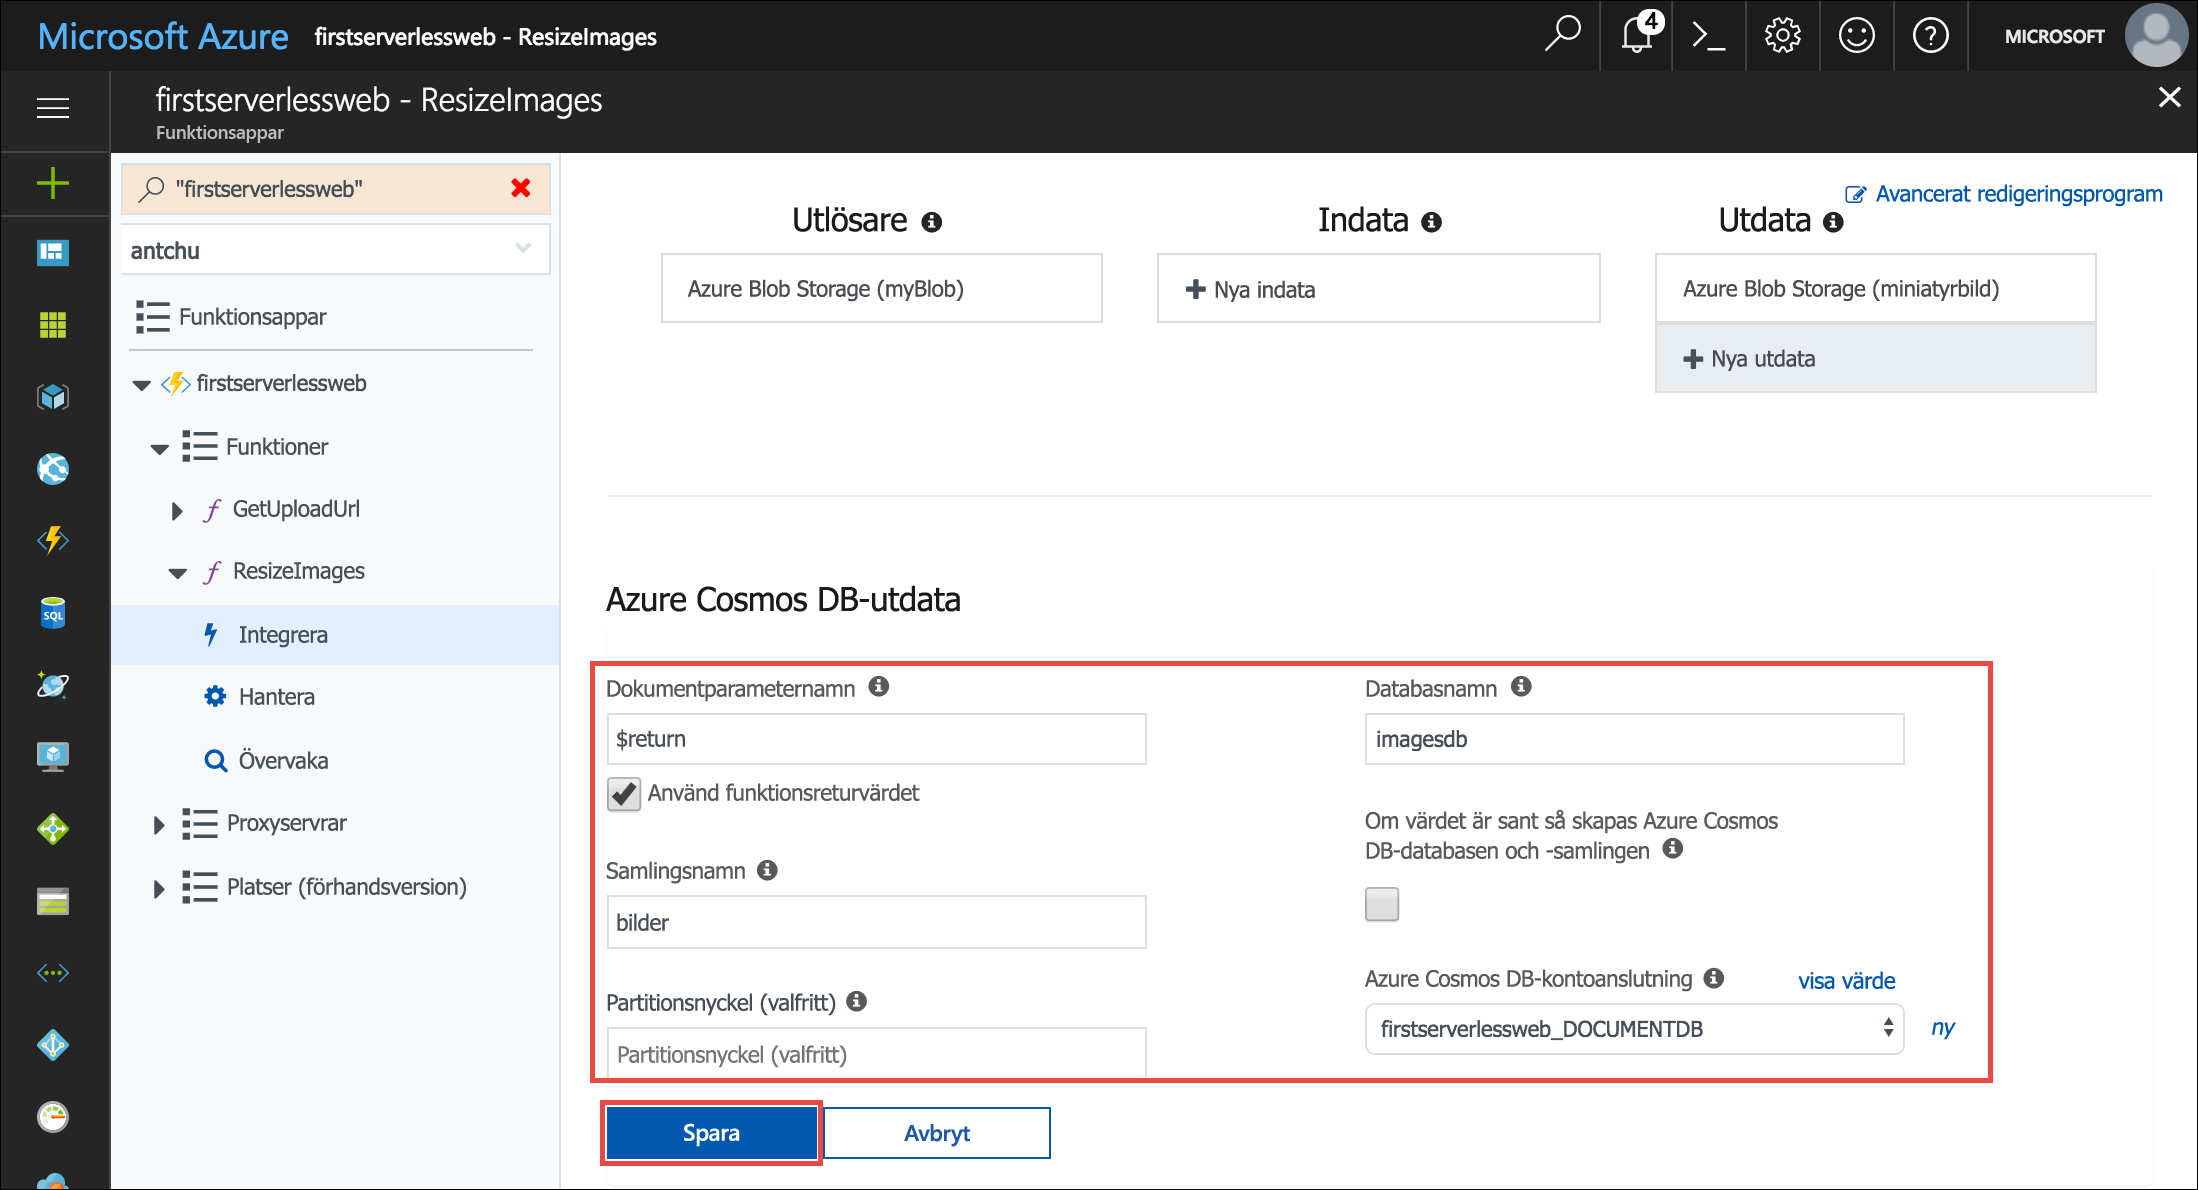 Microsoft Azure firstserverlessweb - ResizeImages
4
MICROSOFT
firstserverlessweb - ResizeImages
Funktionsappar
"firstserverlessweb"
antchu
Funktionsappar
firstserverlessweb
Funktioner
GetUploadUrl
ResizeImages
Integrera
Hantera
Övervaka
Proxyservrar
Platser (förhandsversion)
SQL
Avancerat redigeringsprogram
Utlösare
Indata
Utdata
Azure Blob Storage (myBlob)
Nya indata
Azure Blob Storage (miniatyrbild)
Nya utdata
Azure Cosmos DB-utdata
Dokumentparameternamn
$return
Använd funktionsreturvärdet
Samlingsnamn
bilder
Partitionsnyckel (valfritt)
Partitionsnyckel (valfritt)
Databasnamn
imagesdb
Om värdet är sant så skapas Azure Cosmos
DB-databasen och -samlingen
Azure Cosmos DB-kontoanslutning
visa värde
firstserverlessweb_DOCUMENTDB
ny
Spara
Avbryt